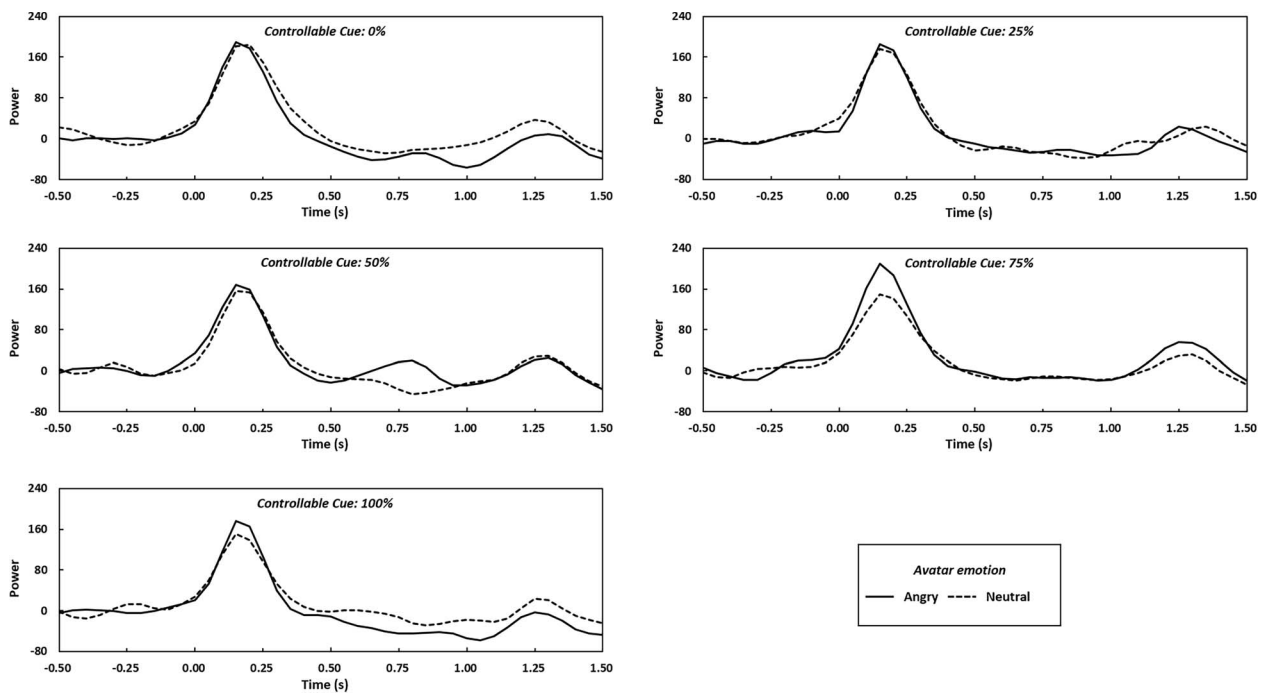 Controllable Cue: 0%
240
160
80
0
-80
Power
-0.50 -0.25 0.00 0.25 0.50 0.75 1.00 1.25 1.50
Time (s)
Controllable Cue: 25%
240
160
80
0
-80
Power
-0.50 -0.25 0.00 0.25 0.50 0.75 1.00 1.25 1.50
Time (s)
Controllable Cue: 50%
240
160
80
0
-80
Power
-0.50 -0.25 0.00 0.25 0.50 0.75 1.00 1.25 1.50
Time (s)
Controllable Cue: 75%
240
160
80
0
-80
Power
-0.50 -0.25 0.00 0.25 0.50 0.75 1.00 1.25 1.50
Time (s)
Controllable Cue: 100%
240
160
80
0
-80
Power
-0.50 -0.25 0.00 0.25 0.50 0.75 1.00 1.25 1.50
Time (s)
Avatar emotion
Angry Neutral